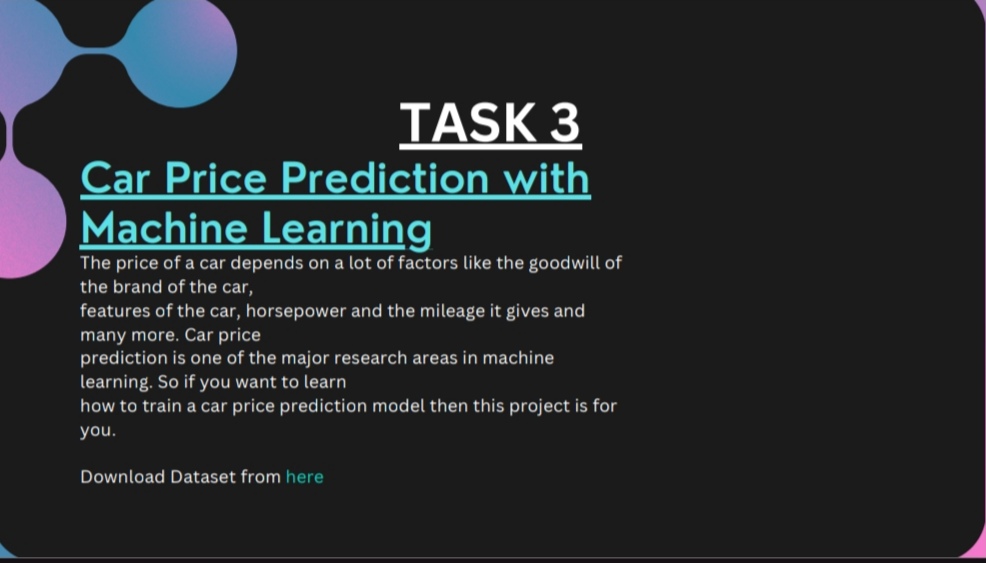 TASK 3
Car Price Prediction with
Machine Learning
The price of a car depends on a lot of factors like the goodwill of
the brand of the car,
features of the car, horsepower and the mileage it gives and
many more. Car price
prediction is one of the major research areas in machine
learning. So if you want to learn
how to train a car price prediction model then this project is for
you.
Download Dataset from here